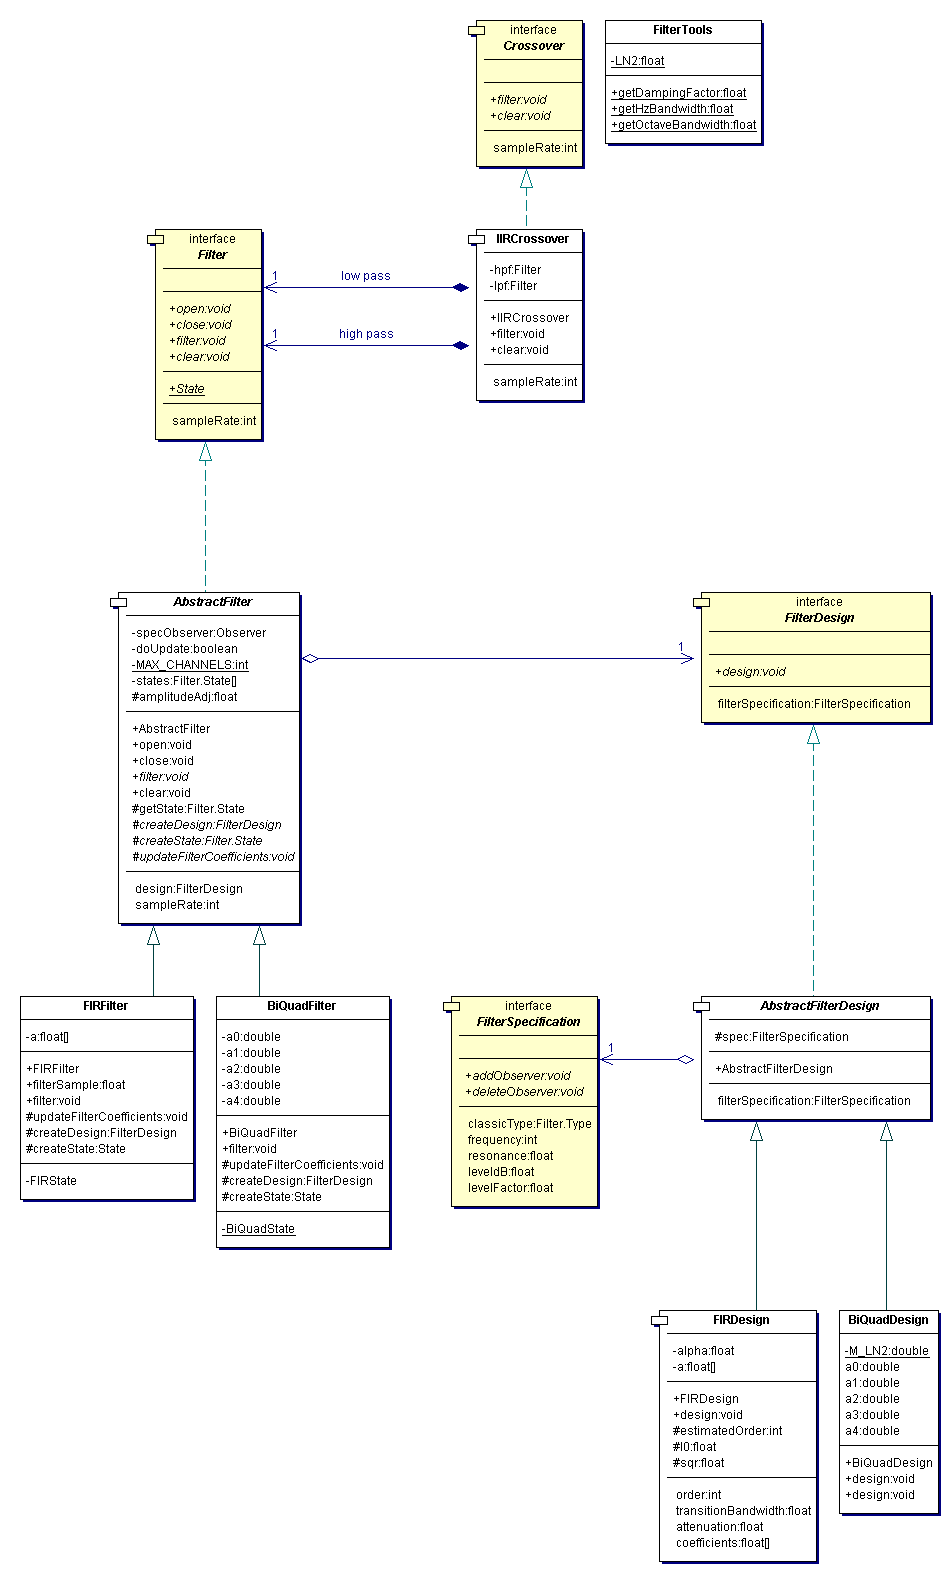 interface
Crossover
+filter:void
+clear:void
sampleRate:int
FilterTools
-LN2:float
+getDampingFactor:float
+getHzBandwidth:float
+getOctaveBandwidth:float
interface
Filter
+open:void
+close:void
+filter:void
+clear:void
+State
sampleRate:int
1
low pass
1
high pass
IIRCrossover
-hpf:Filter
-lpf:Filter
+IIRCrossover
+filter:void
+clear:void
sampleRate:int
AbstractFilter
-specObserver:Observer
-doUpdate:boolean
-MAX_CHANNELS:int
-states:Filter.State[]
#amplitudeAdj:float
+AbstractFilter
+open:void
+close:void
+filter:void
+clear:void
#getState:Filter.State
#createDesign:FilterDesign
#createState:Filter.State
#updateFilterCoefficients:void
design:FilterDesign
sampleRate:int
1
interface
FilterDesign
+design:void
filterSpecification:FilterSpecification
FIRFilter
-a:float[]
+FIRFilter
+filterSample:float
+filter:void
#updateFilterCoefficients:void
#createDesign:FilterDesign
#createState:State
-FIRState
BiQuadFilter
-a0:double
-a1:double
-a2:double
-a3:double
-a4:double
+BiQuadFilter
+filter:void
#updateFilterCoefficients:void
#createDesign:FilterDesign
#createState:State
-BiQuadState
interface
FilterSpecification
+addObserver:void
+deleteObserver:void
classicType:Filter.Type
frequency:int
resonance:float
leveldB:float
levelFactor:float
1
AbstractFilterDesign
#spec:FilterSpecification
+AbstractFilterDesign
filterSpecification:FilterSpecification
FIRDesign
-alpha:float
-a:float[]
+FIRDesign
+design:void
#estimatedOrder:int
#I0:float
#sqr:float
order:int
transitionBandwidth:float
attenuation:float
coefficients:float[]
BiQuadDesign
-M_LN2:double
a0:double
a1:double
a2:double
a3:double
a4:double
+BiQuadDesign
+design:void
+design:void